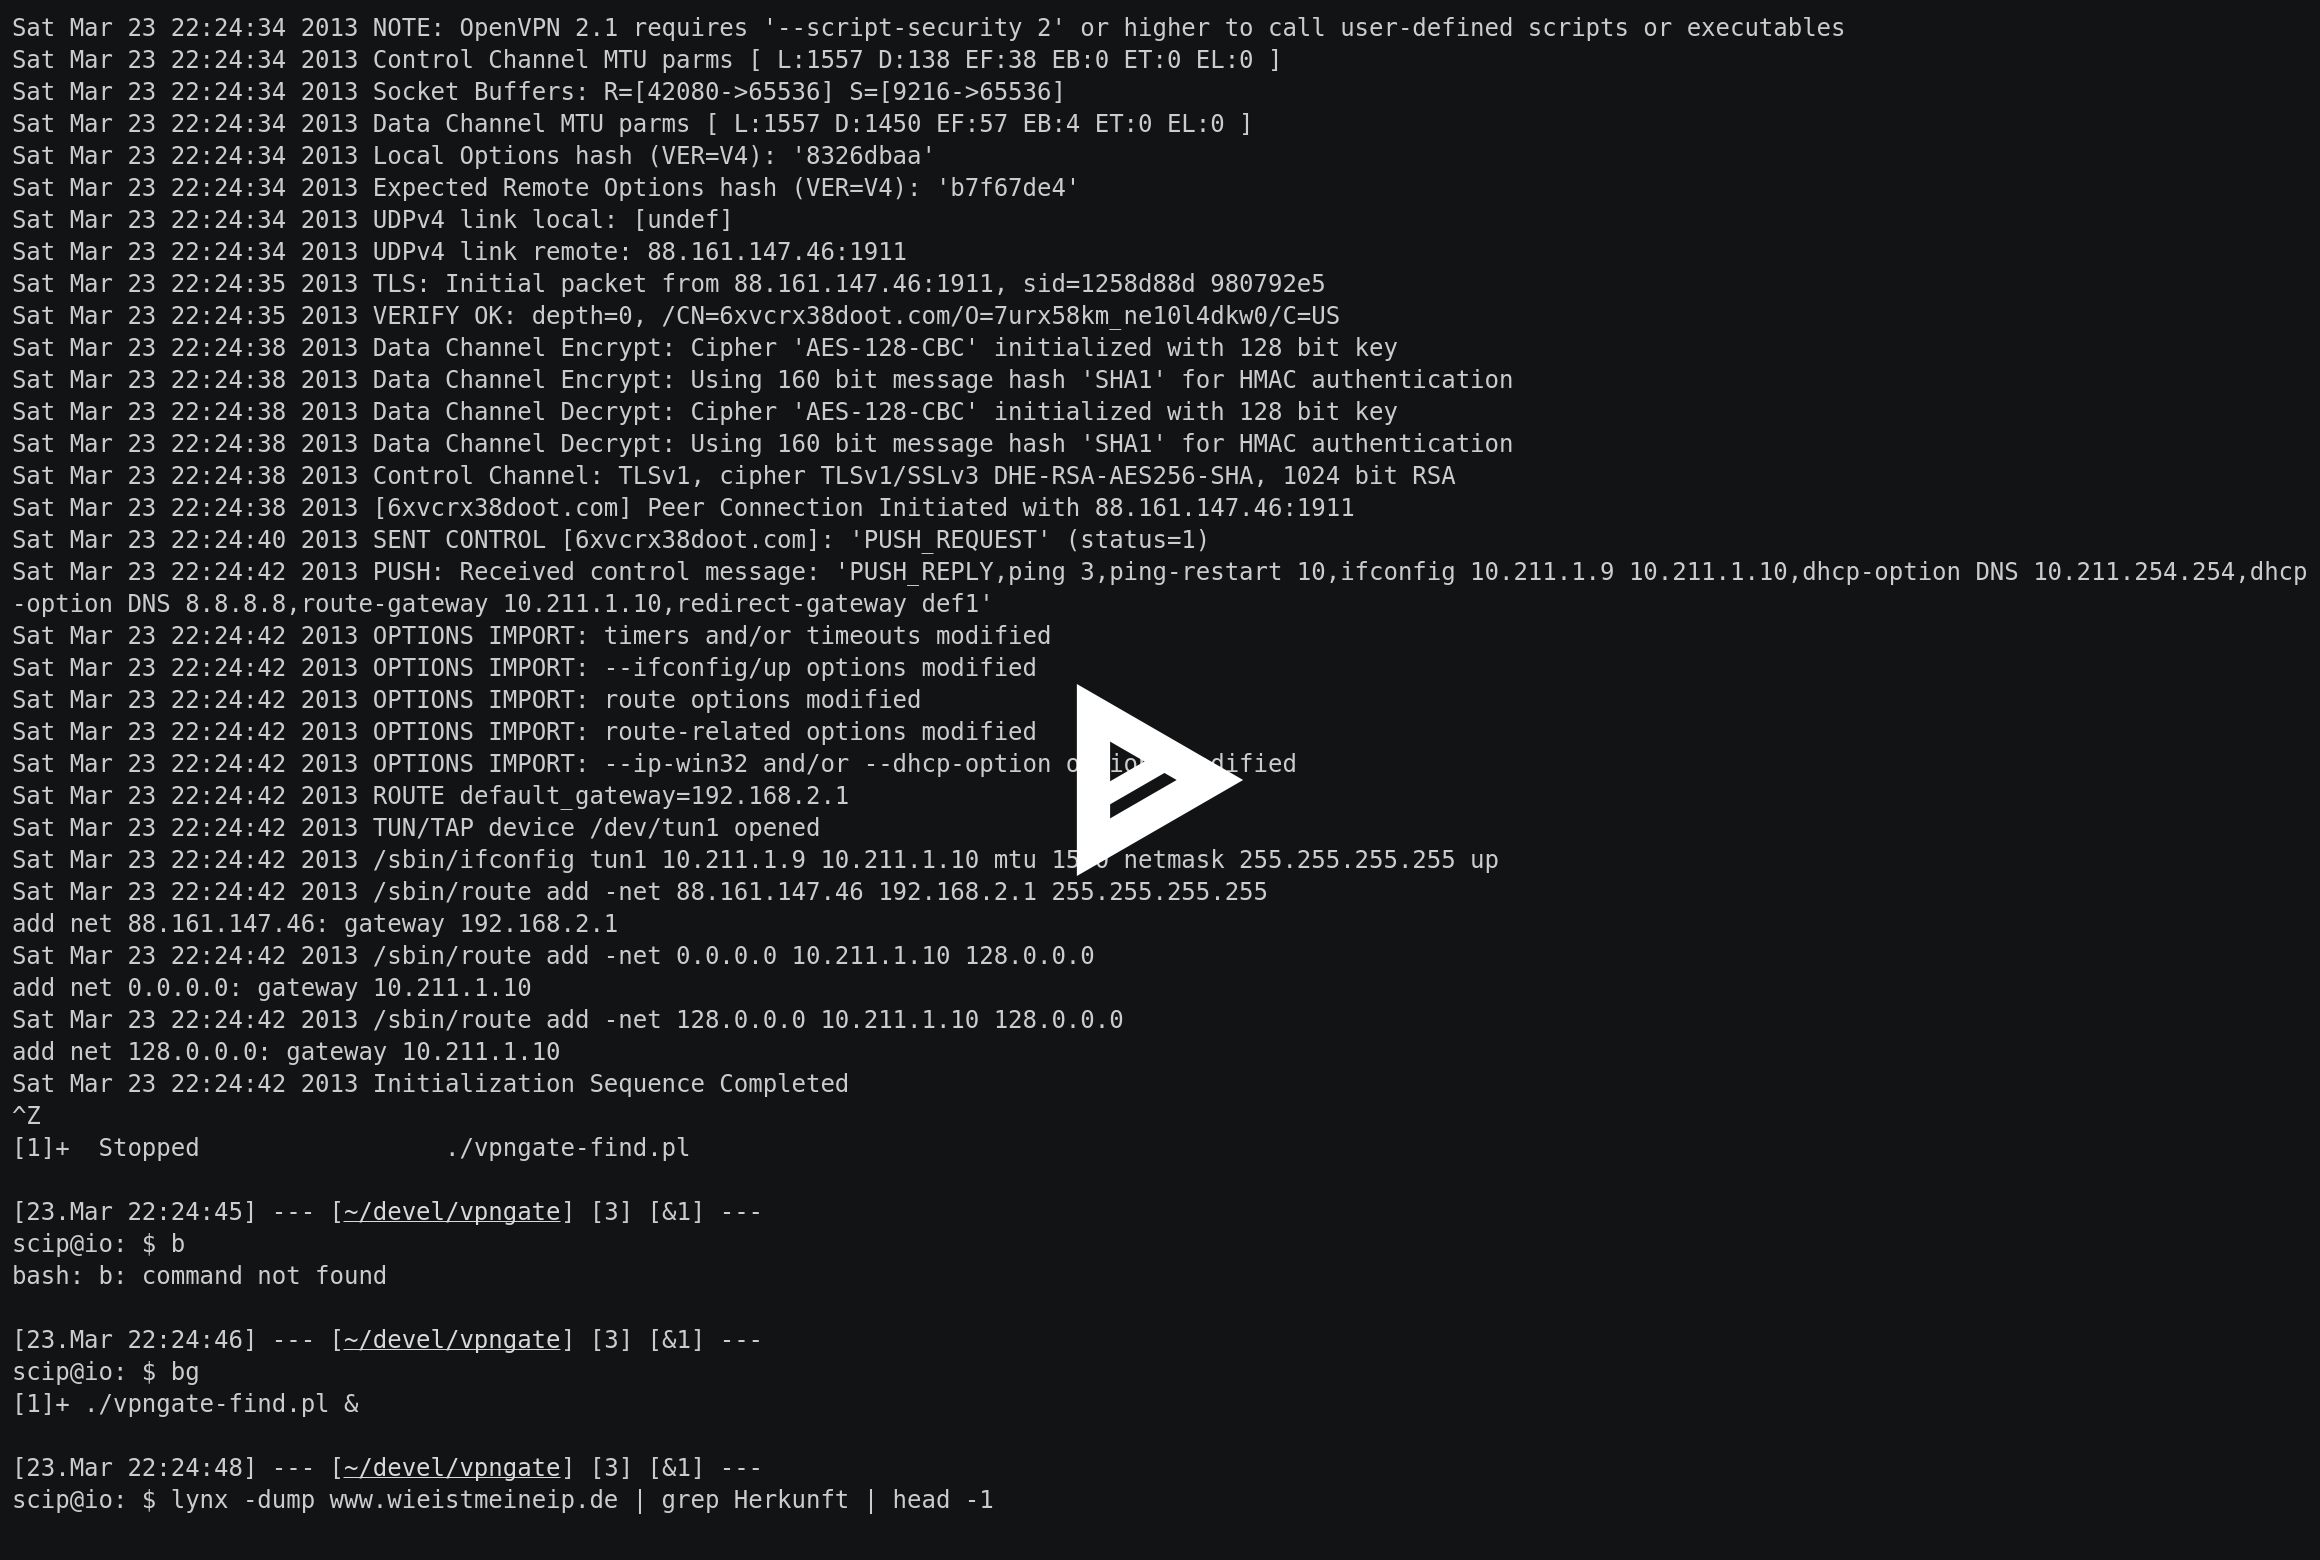 Sat Mar 23 22:24:34 2013 NOTE: OpenVPN 2.1 requires '--script-security 2' or higher to call user-defined scripts or executables
Sat Mar 23 22:24:34 2013 Control Channel MTU parms [ L:1557 D:138 EF:38 EB:0 ET:0 EL:0 ]
Sat Mar 23 22:24:34 2013 Socket Buffers: R=[42080->65536] S=[9216->65536]
Sat Mar 23 22:24:34 2013 Data Channel MTU parms [ L:1557 D:1450 EF:57 EB:4 ET:0 EL:0 ]
Sat Mar 23 22:24:34 2013 Local Options hash (VER=V4): '8326dbaa'
Sat Mar 23 22:24:34 2013 Expected Remote Options hash (VER=V4): 'b7f67de4'
Sat Mar 23 22:24:34 2013 UDPv4 link local: [undef]
Sat Mar 23 22:24:34 2013 UDPv4 link remote: 88.161.147.46:1911
Sat Mar 23 22:24:35 2013 TLS: Initial packet from 88.161.147.46:1911, sid=1258d88d 980792e5
Sat Mar 23 22:24:35 2013 VERIFY OK: depth=0, /CN=6xvcrx38doot.com/O=7urx58km_ne10l4dkw0/C=US
Sat Mar 23 22:24:38 2013 Data Channel Encrypt: Cipher 'AES-128-CBC' initialized with 128 bit key
Sat Mar 23 22:24:38 2013 Data Channel Encrypt: Using 160 bit message hash 'SHA1' for HMAC authentication
Sat Mar 23 22:24:38 2013 Data Channel Decrypt: Cipher 'AES-128-CBC' initialized with 128 bit key
Sat Mar 23 22:24:38 2013 Data Channel Decrypt: Using 160 bit message hash 'SHA1' for HMAC authentication
Sat Mar 23 22:24:38 2013 Control Channel: TLSv1, cipher TLSv1/SSLv3 DHE-RSA-AES256-SHA, 1024 bit RSA
Sat Mar 23 22:24:38 2013 [6xvcrx38doot.com] Peer Connection Initiated with 88.161.147.46:1911
Sat Mar 23 22:24:40 2013 SENT CONTROL [6xvcrx38doot.com]: 'PUSH_REQUEST' (status=1)
Sat Mar 23 22:24:42 2013 PUSH: Received control message: 'PUSH_REPLY,ping 3,ping-restart 10,ifconfig 10.211.1.9 10.211.1.10,dhcp-option DNS 10.211.254.254,dhcp
-option DNS 8.8.8.8,route-gateway 10.211.1.10,redirect-gateway def1'
Sat Mar 23 22:24:42 2013 OPTIONS IMPORT: timers and/or timeouts modified
Sat Mar 23 22:24:42 2013 OPTIONS IMPORT: --ifconfig/up options modified
Sat Mar 23 22:24:42 2013 OPTIONS IMPORT: route options modified
Sat Mar 23 22:24:42 2013 OPTIONS IMPORT: route-related options modified
Sat Mar 23 22:24:42 2013 OPTIONS IMPORT: --ip-win32 and/or --dhcp-option
Sat Mar 23 22:24:42 2013 ROUTE default_gateway=192.168.2.1
Sat Mar 23 22:24:42 2013 TUN/TAP device /dev/tun1 opened
Sat Mar 23 22:24:42 2013 /sbin/ifconfig tun1 10.211.1.9 10.211.1.10 mtu netmask 255.255.255.255 up
Sat Mar 23 22:24:42 2013 /sbin/route add -net 88.161.147.46 192.168.2.1 255.255.255.255
add net 88.161.147.46: gateway 192.168.2.1
Sat Mar 23 22:24:42 2013 /sbin/route add -net 0.0.0.0 10.211.1.10 128.0.0.0
add net 0.0.0.0: gateway 10.211.1.10
Sat Mar 23 22:24:42 2013 /sbin/route add -net 128.0.0.0 10.211.1.10 128.0.0.0
add net 128.0.0.0: gateway 10.211.1.10
Sat Mar 23 22:24:42 2013 Initialization Sequence Completed
^Z
[1]+  Stopped                 ./vpngate-find.pl
[23.Mar 22:24:45] --- [~/devel/vpngate] [3] [&1] ---
scip@io: $ b
bash: b: command not found
[23.Mar 22:24:46] --- [~/devel/vpngate] [3] [&1] ---
scip@io: $ bg
[1]+ ./vpngate-find.pl &
[23.Mar 22:24:48] --- [~/devel/vpngate] [3] [&1] ---
scip@io: $ lynx -dump www.wieistmeineip.de | grep Herkunft | head -1